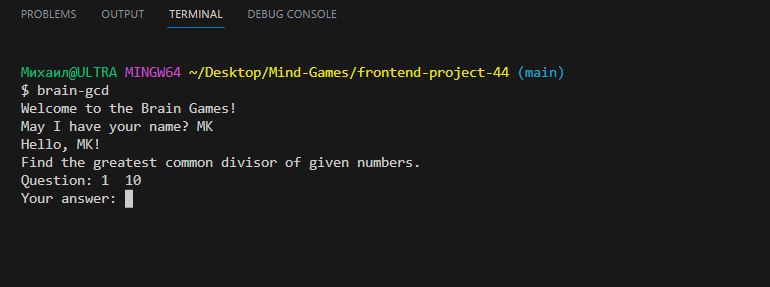 PROBLEMS OUTPUT TERMINAL DEBUG CONSOLE
Михаил@ULTRA MINGW64 ~/Desktop/Mind-Games/frontend-project-44 (main)
$ brain-gcd
Welcome to the Brain Games!
May I have your name? MK
Hello, MK!
Find the greatest common divisor of given numbers.
Question: 1  10
Your answer: